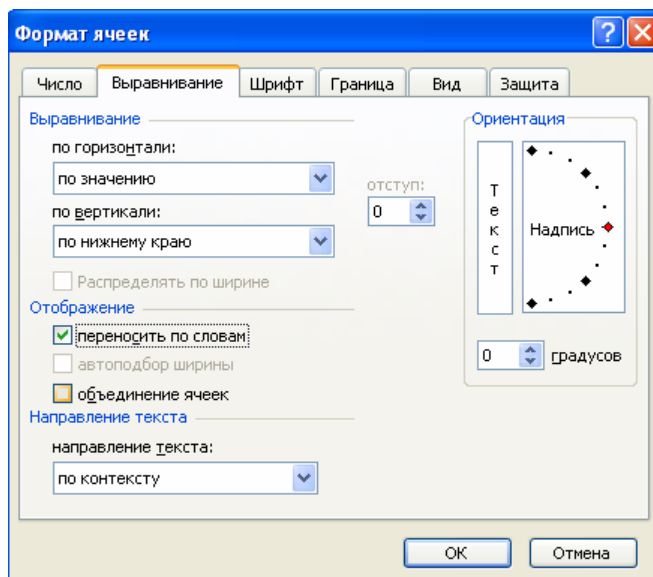 Формат ячеек
Число Выравнивание Шрифт Граница Вид Защита
Выравнивание
по горизонтали:
по значению
отступ:
0
по вертикали:
по нижнему краю
Распределять по ширине
Отображение
переносить по словам
автоподбор ширины
объединение ячеек
Направление текста
направление текста:
по контексту
Ориентация
Текст
Надпись
0 градусов
ОК Отмена